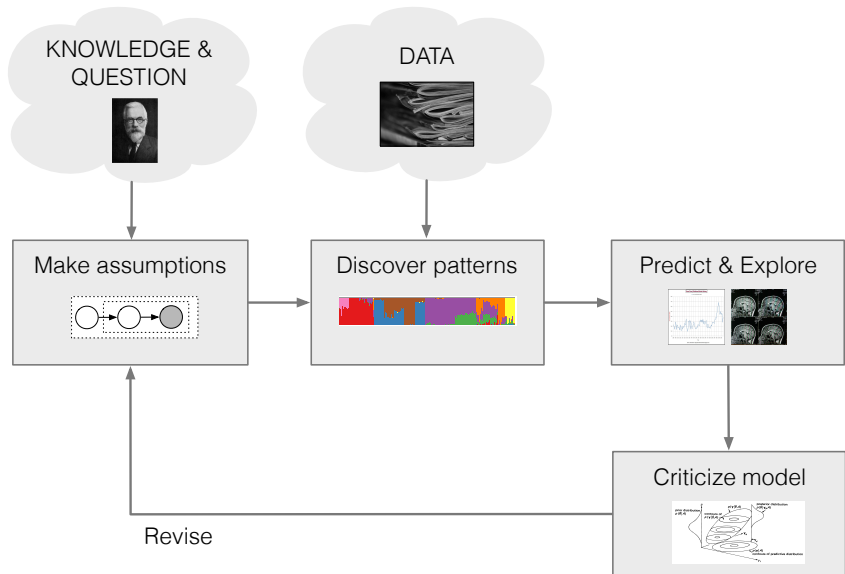 KNOWLEDGE &
QUESTION
DATA
Make assumptions
Discover patterns
Predict & Explore
Criticize model
Revise